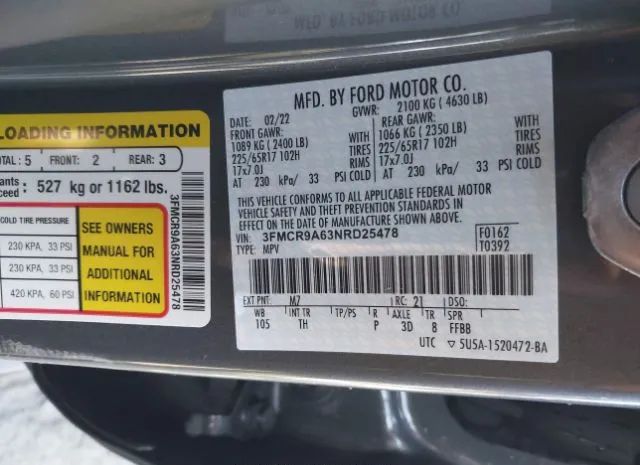 MFD. BY FORD MOTOR CO.
LOADING INFORMATION
TOTAL: 5 FRONT: 2 REAR: 3
527 kg or 1162 lbs.
COLD TIRE PRESSURE
230 KPA, 33 PSI
230 KPA, 33 PSI
420 KPA, 60 PSI
SEE OWNERS
MANUAL FOR
ADDITIONAL
INFORMATION
3FMCR9A63NRD25478
MFD. BY FORD MOTOR CO.
DATE: 02/22 GVWR: 2100 KG ( 4630 LB)
FRONT GAWR: REAR GAWR:
1089 KG ( 2400 LB) WITH 1066 KG ( 2350 LB) WITH
225/65R17 102H TIRES 225/65R17 102H TIRES
17x7.0J RIMS 17x7.0J RIMS
AT 230 kPa/ 33 PSI COLD AT 230 kPa/ 33 PSI COLD
THIS VEHICLE CONFORMS TO ALL APPLICABLE FEDERAL MOTOR
VEHICLE SAFETY AND BUMPER STANDARDS IN
EFFECT ON THE DATE OF MANUFACTURE SHOWN ABOVE.
VIN: 3FMCR9A63NRD25478 F0162
TYPE: MPV T0392
EXT PNT: M7 RC: 21 DSO:
WB INT TR TP/PS R AXLE TR SPR
105 TH P 3D 8 FFBB
UTC 5U5A-1520472-BA